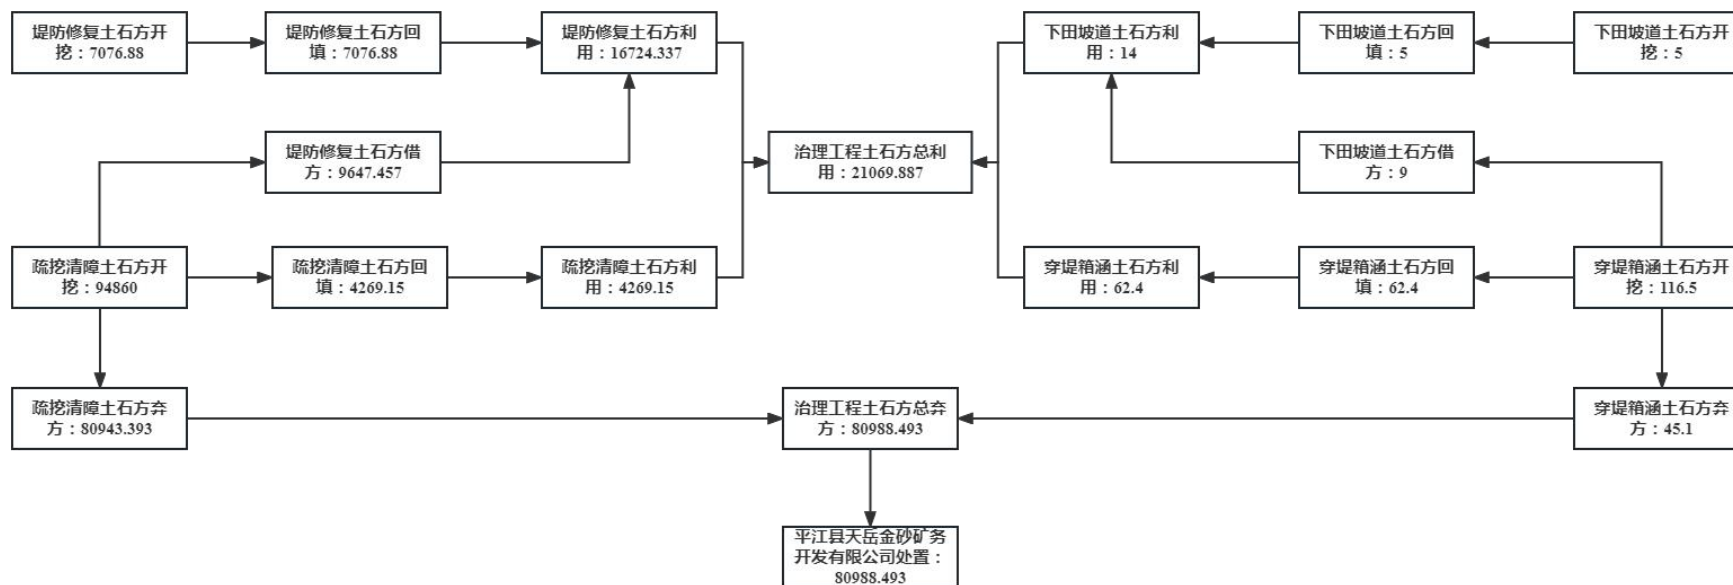 堤防修复土石方开
挖：7076.88
堤防修复土石方回
填：7076.88
堤防修复土石方利
用：16724.337
下田坡道土石方利
用：14
下田坡道土石方回
填：5
下田坡道土石方开
挖：5
堤防修复土石方借
方：9647.457
治理工程土石方总利
用：21069.887
下田坡道土石方借
方：9
疏挖清障土石方开
挖：94860
疏挖清障土石方回
填：4269.15
疏挖清障土石方利
用：4269.15
穿堤箱涵土石方利
用：62.4
穿堤箱涵土石方回
填：62.4
穿堤箱涵土石方开
挖：116.5
疏挖清障土石方弃
方：80943.393
治理工程土石方总弃
方：80988.493
穿堤箱涵土石方弃
方：45.1
平江县天岳金砂矿务
开发有限公司处置：
80988.493